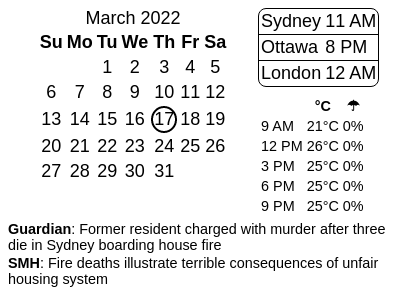 March 2022
Su Mo Tu We Th Fr Sa
1 2 3 4 5
6 7 8 9 10 11 12
13 14 15 16 17 18 19
20 21 22 23 24 25 26
27 28 29 30 31
Sydney 11 AM
Ottawa 8 PM
London 12 AM
°C ☂
9 AM 21°C 0%
12 PM 26°C 0%
3 PM 25°C 0%
6 PM 25°C 0%
9 PM 25°C 0%
Guardian: Former resident charged with murder after three
die in Sydney boarding house fire
SMH: Fire deaths illustrate terrible consequences of unfair
housing system